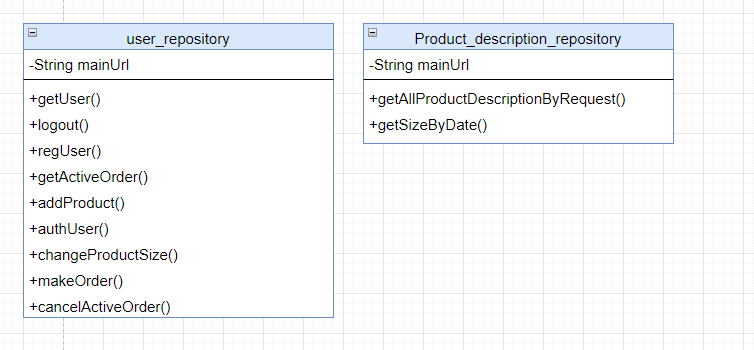 user_repository
-String mainUrl
+getUser()
+logout()
+regUser()
+getActiveOrder()
+addProduct()
+authUser()
+changeProductSize()
+makeOrder()
+cancelActiveOrder()
Product_description_repository
-String mainUrl
+getAllProductDescriptionByRequest()
+getSizeByDate()